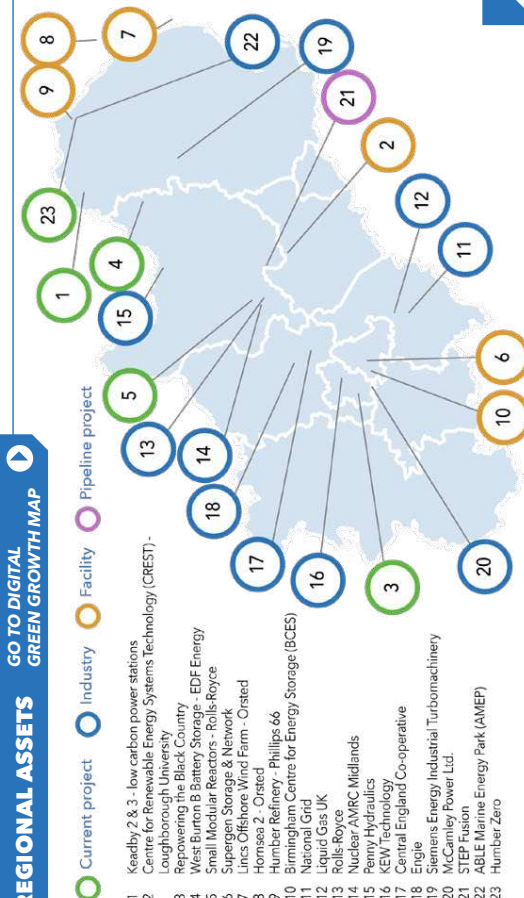 REGIONAL ASSETS
GO TO DIGITAL
GREEN GROWTH MAP
Current project
Industry
Facility
Pipeline project
1 Keadby 2 & 3 - low carbon power stations
2 Centre for Renewable Energy Systems Technology (CREST) -
Loughborough University
3 Repowering the Black Country
4 West Burton B Battery Storage - EDF Energy
5 Small Modular Reactors - Rolls-Royce
6 Supergen Storage & Network
7 Lincs Offshore Wind Farm - Orsted
8 Hornsea 2 - Orsted
9 Humber Refinery - Phillips 66
10 Birmingham Centre for Energy Storage (BCES)
11 National Grid
12 Liquid Gas UK
13 Rolls-Royce
14 Nuclear AMRC Midlands
15 Penny Hydraulics
16 KEW Technology
17 Central England Co-operative
18 Engie
19 Siemens Energy Industrial Turbomachinery
20 McCamley Power Ltd.
21 STEP Fusion
22 ABLE Marine Energy Park (AMEP)
23 Humber Zero
8
7
9
22
19
23
21
1
4
2
15
12
5
11
13
14
6
18
10
17
16
3
20